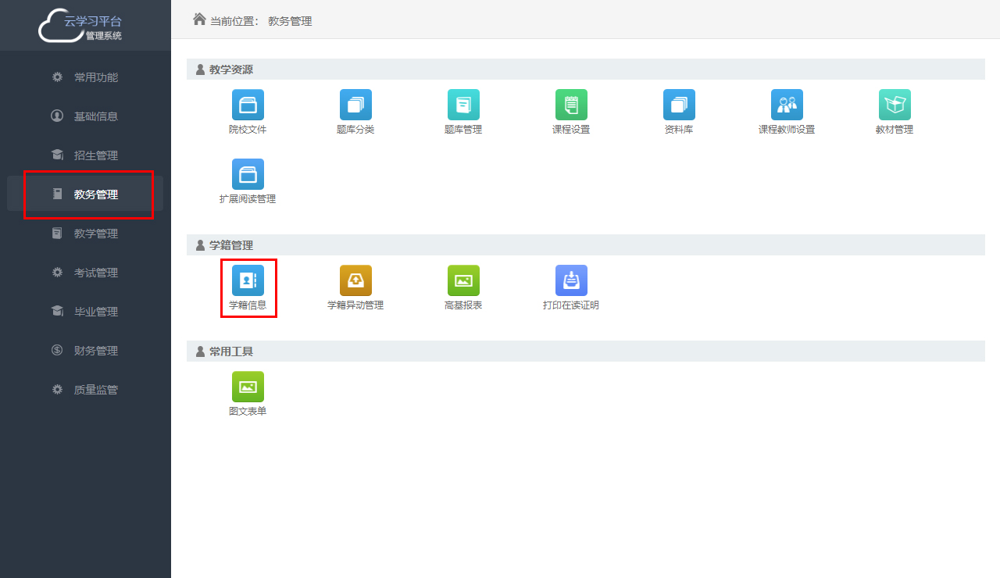 云学习平台
管理系统
常用功能
基础信息
招生管理
教务管理
教学管理
考试管理
毕业管理
财务管理
质量监管
当前位置： 教务管理
教学资源
院校文件 题库分类 题库管理 课程设置 资料库 课程教师设置 教材管理
扩展阅读管理
学籍管理
学籍信息 学籍异动管理 高基报表 打印在读证明
常用工具
图文表单